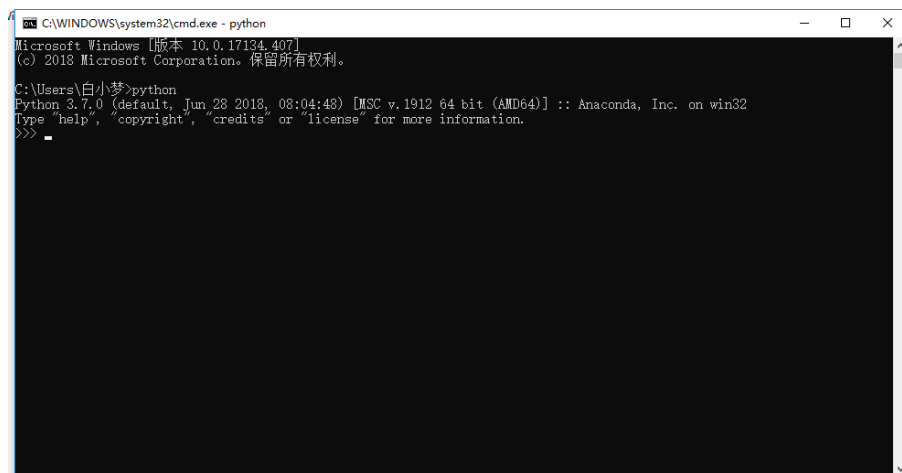 C:\WINDOWS\system32\cmd.exe - python
Microsoft Windows [版本 10.0.17134.407]
(c) 2018 Microsoft Corporation。保留所有权利。
C:\Users\白小梦>python
Python 3.7.0 (default, Jun 28 2018, 08:04:48) [MSC v.1912 64 bit (AMD64)] :: Anaconda, Inc. on win32
Type "help", "copyright", "credits" or "license" for more information.
>>>